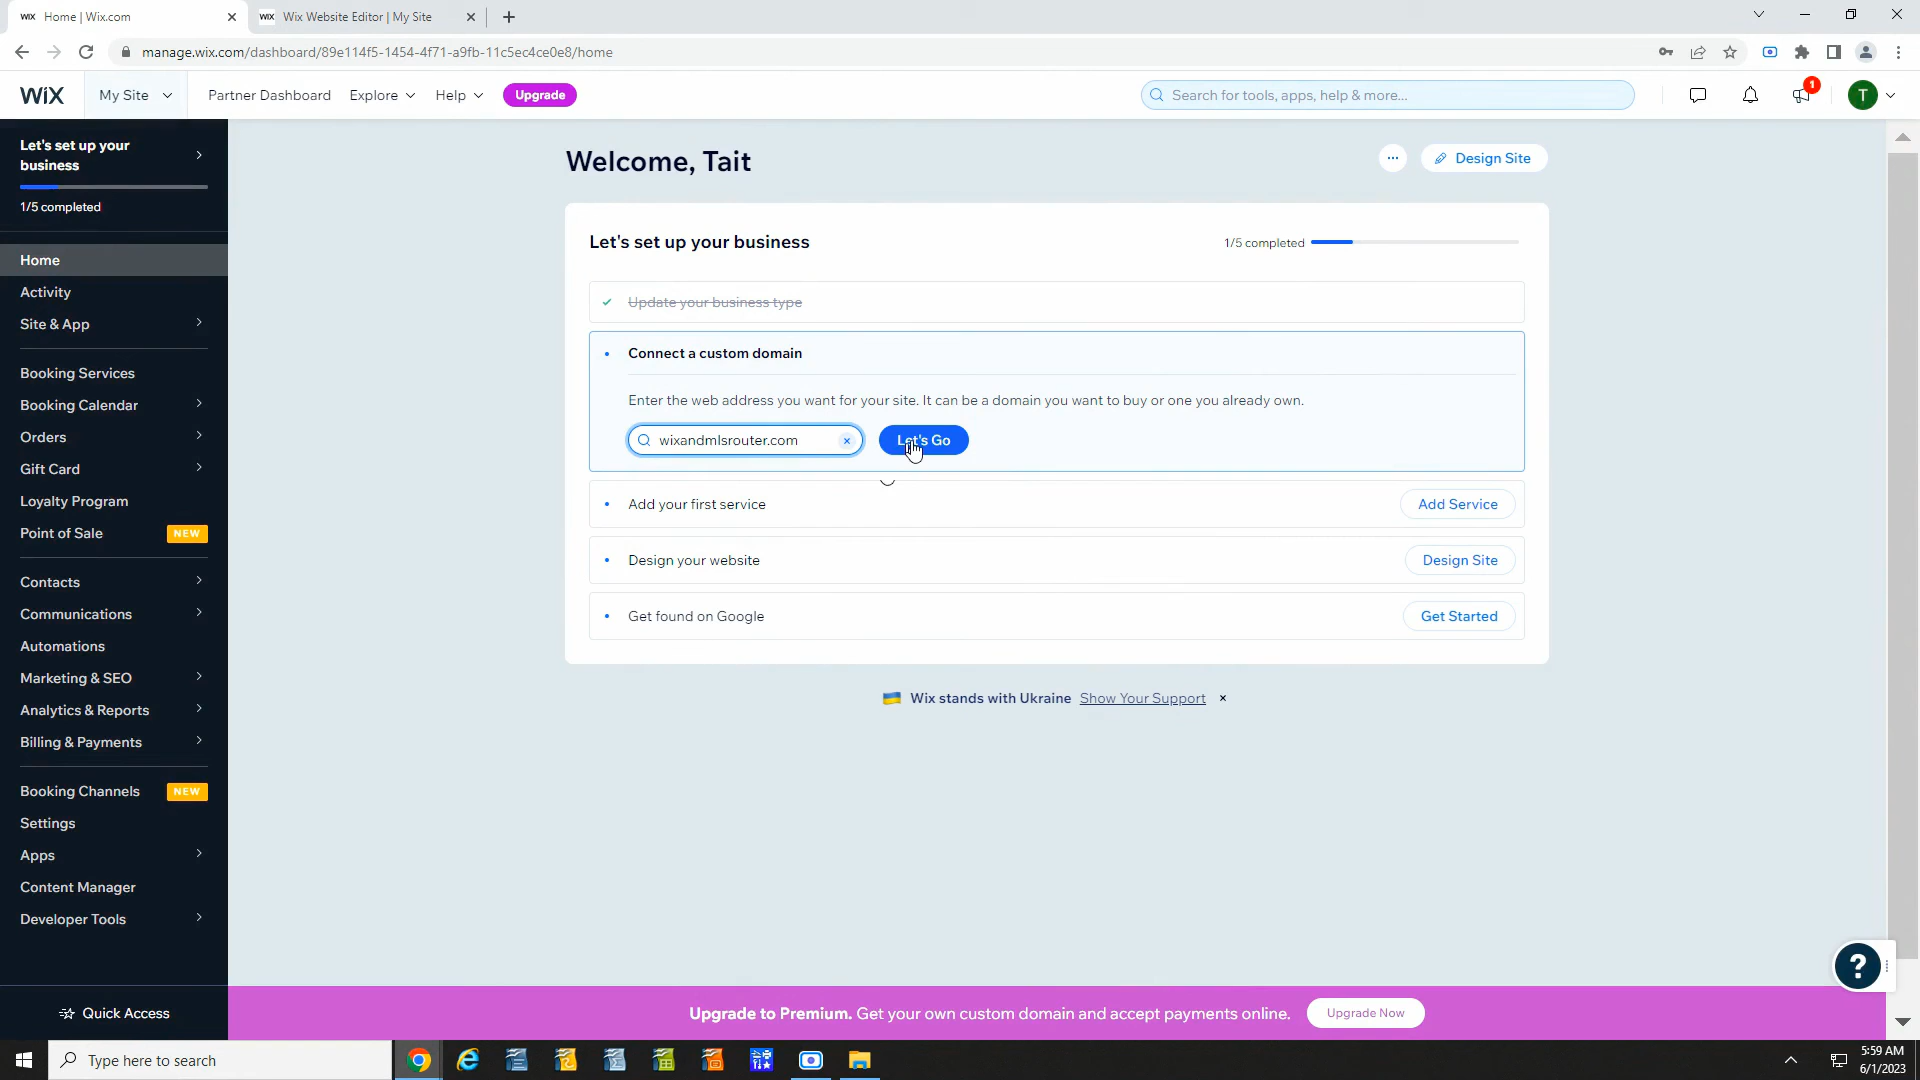 WIX Home | Wix.com
WIX Wix Website Editor | My Site
manage.wix.com/dashboard/89e114f5-1454-4f71-a9fb-11c5ec4ce0e8/home
WIX
My Site
Partner Dashboard
Explore
Help
Upgrade
Search for tools, apps, help & more...
1
T
Let's set up your
business
1/5 completed
Home
Activity
Site & App
Booking Services
Booking Calendar
Orders
Gift Card
Loyalty Program
Point of Sale NEW
Contacts
Communications
Automations
Marketing & SEO
Analytics & Reports
Billing & Payments
Booking Channels NEW
Settings
Apps
Content Manager
Developer Tools
Quick Access
Welcome, Tait
Design Site
Let's set up your business
1/5 completed
Update your business type
Connect a custom domain
Enter the web address you want for your site. It can be a domain you want to buy or one you already own.
wixandmlsrouter.com
Let's Go
Add your first service
Add Service
Design your website
Design Site
Get found on Google
Get Started
Wix stands with Ukraine Show Your Support
?
Upgrade to Premium. Get your own custom domain and accept payments online.
Upgrade Now
Type here to search
5:59 AM
6/1/2023